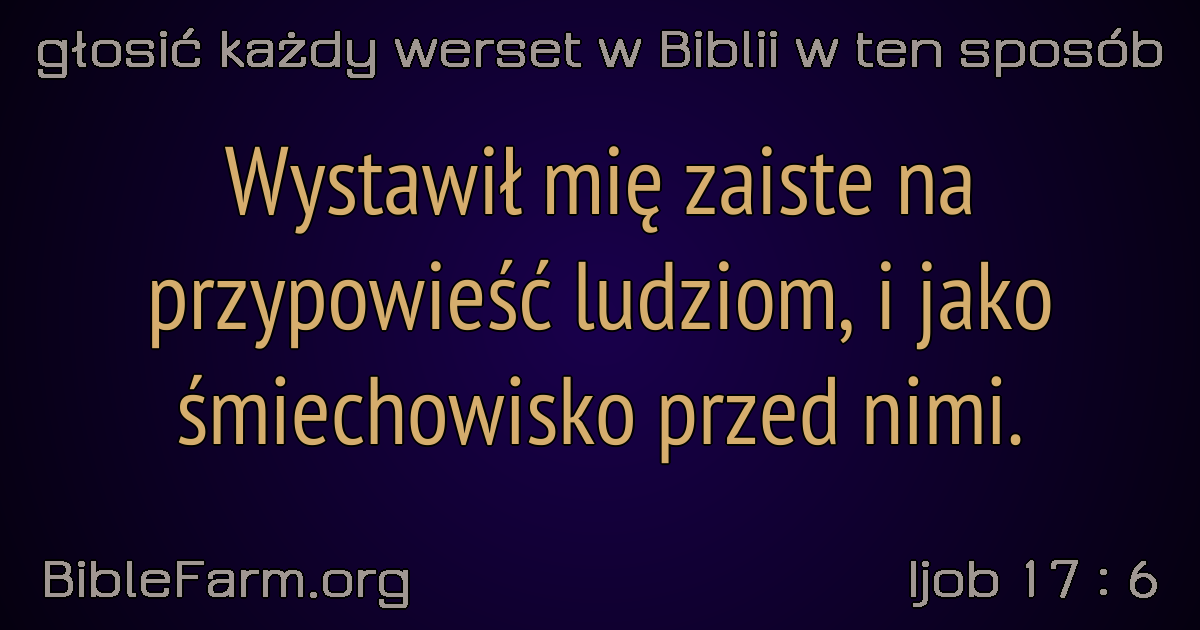 głosić każdy werset w Biblii w ten sposób
Wystawił mię zaiste na
przypowieść ludziom, i jako
śmiechowisko przed nimi.
BibleFarm.org
Ijob 17 : 6